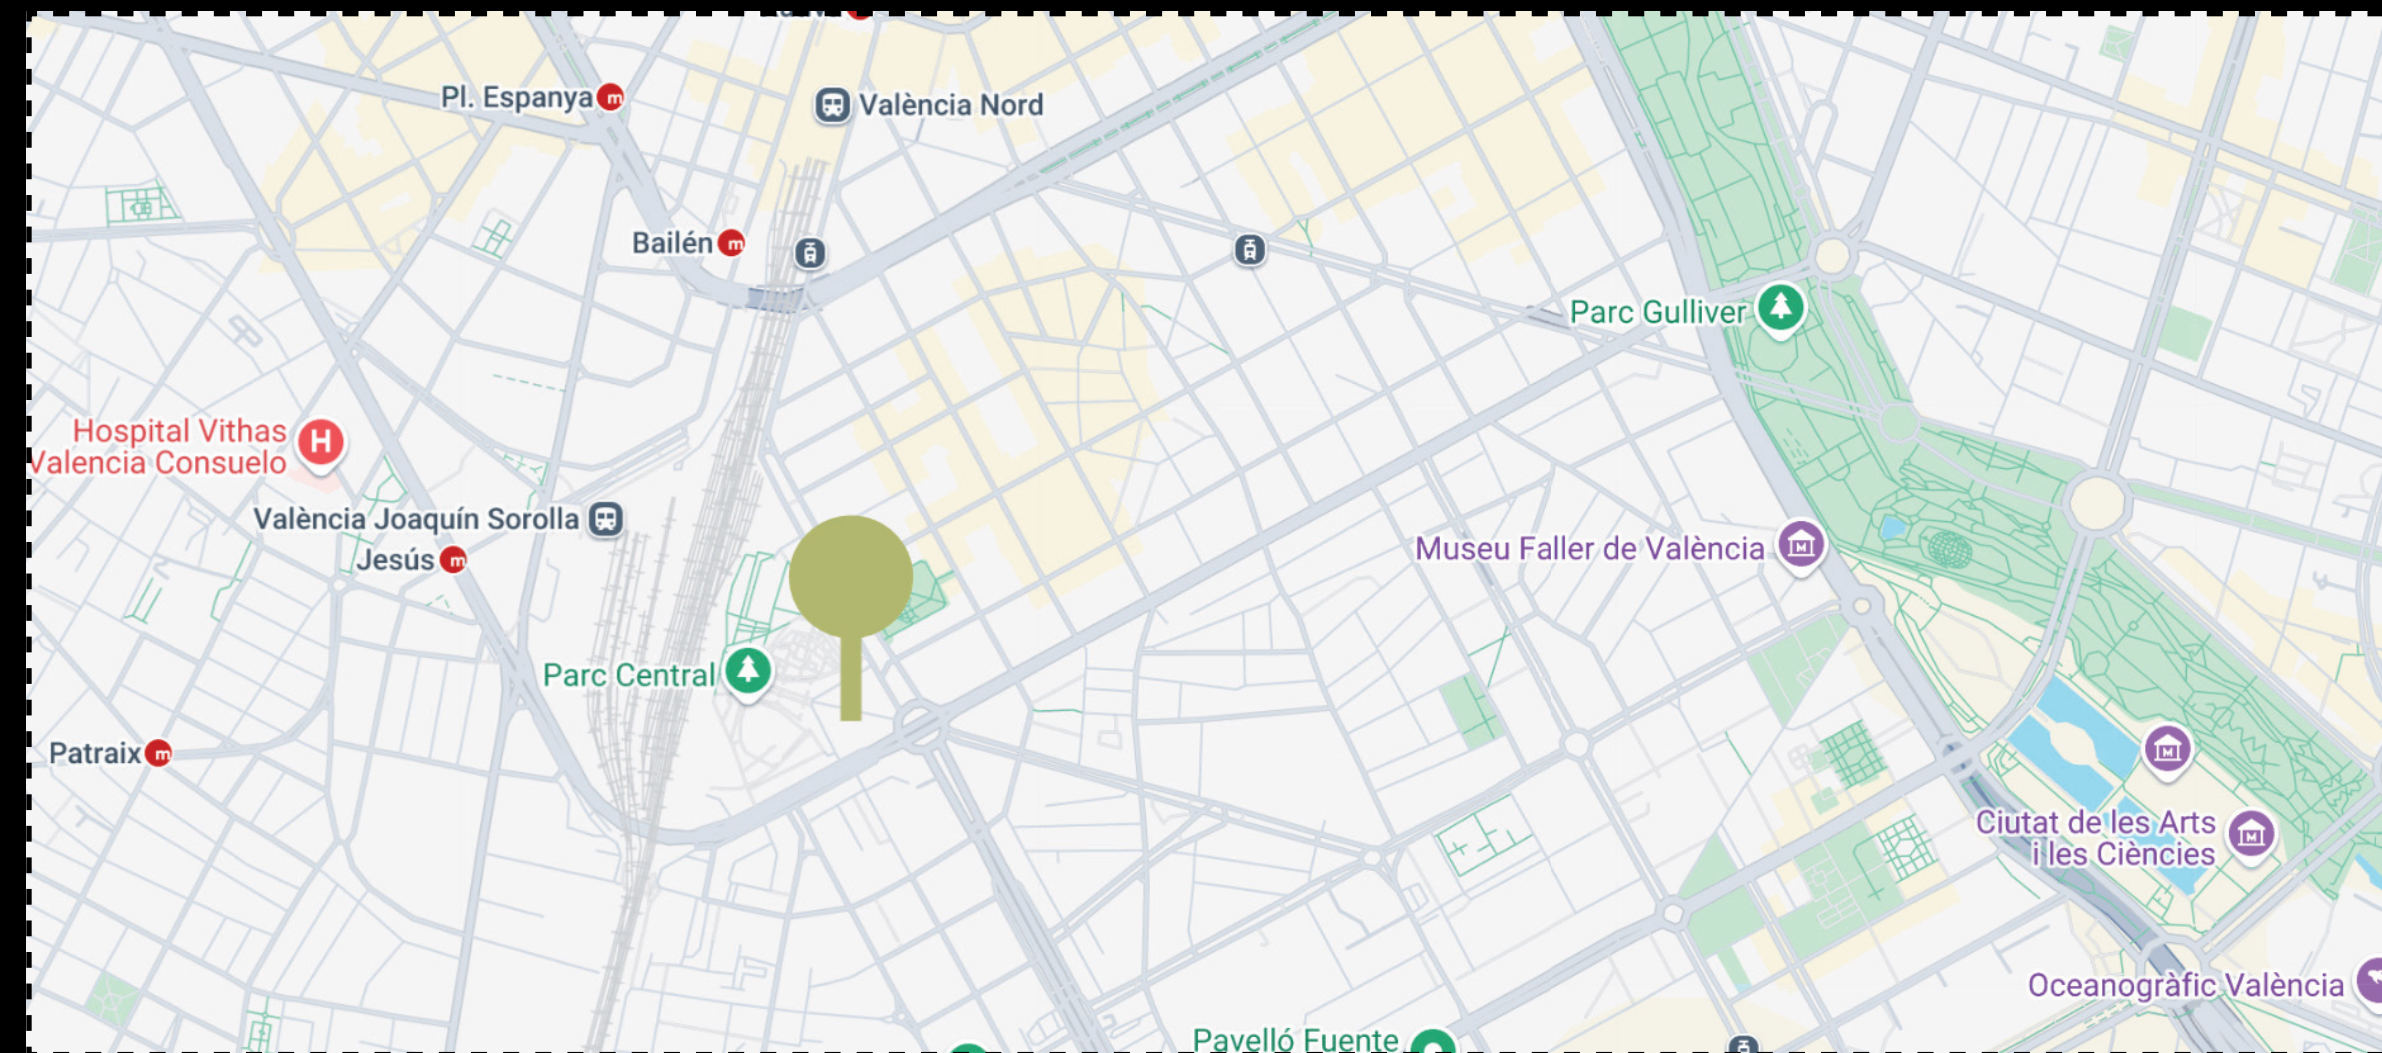 Pl. Espanya
València Nord
Bailén
Parc Gulliver
Hospital Vithas
Valencia Consuelo
València Joaquín Sorolla
Jesús
Museu Faller de València
Parc Central
Patraix
Ciutat de les Arts
i les Ciències
Oceanogràfic València
Pavelló Fuente